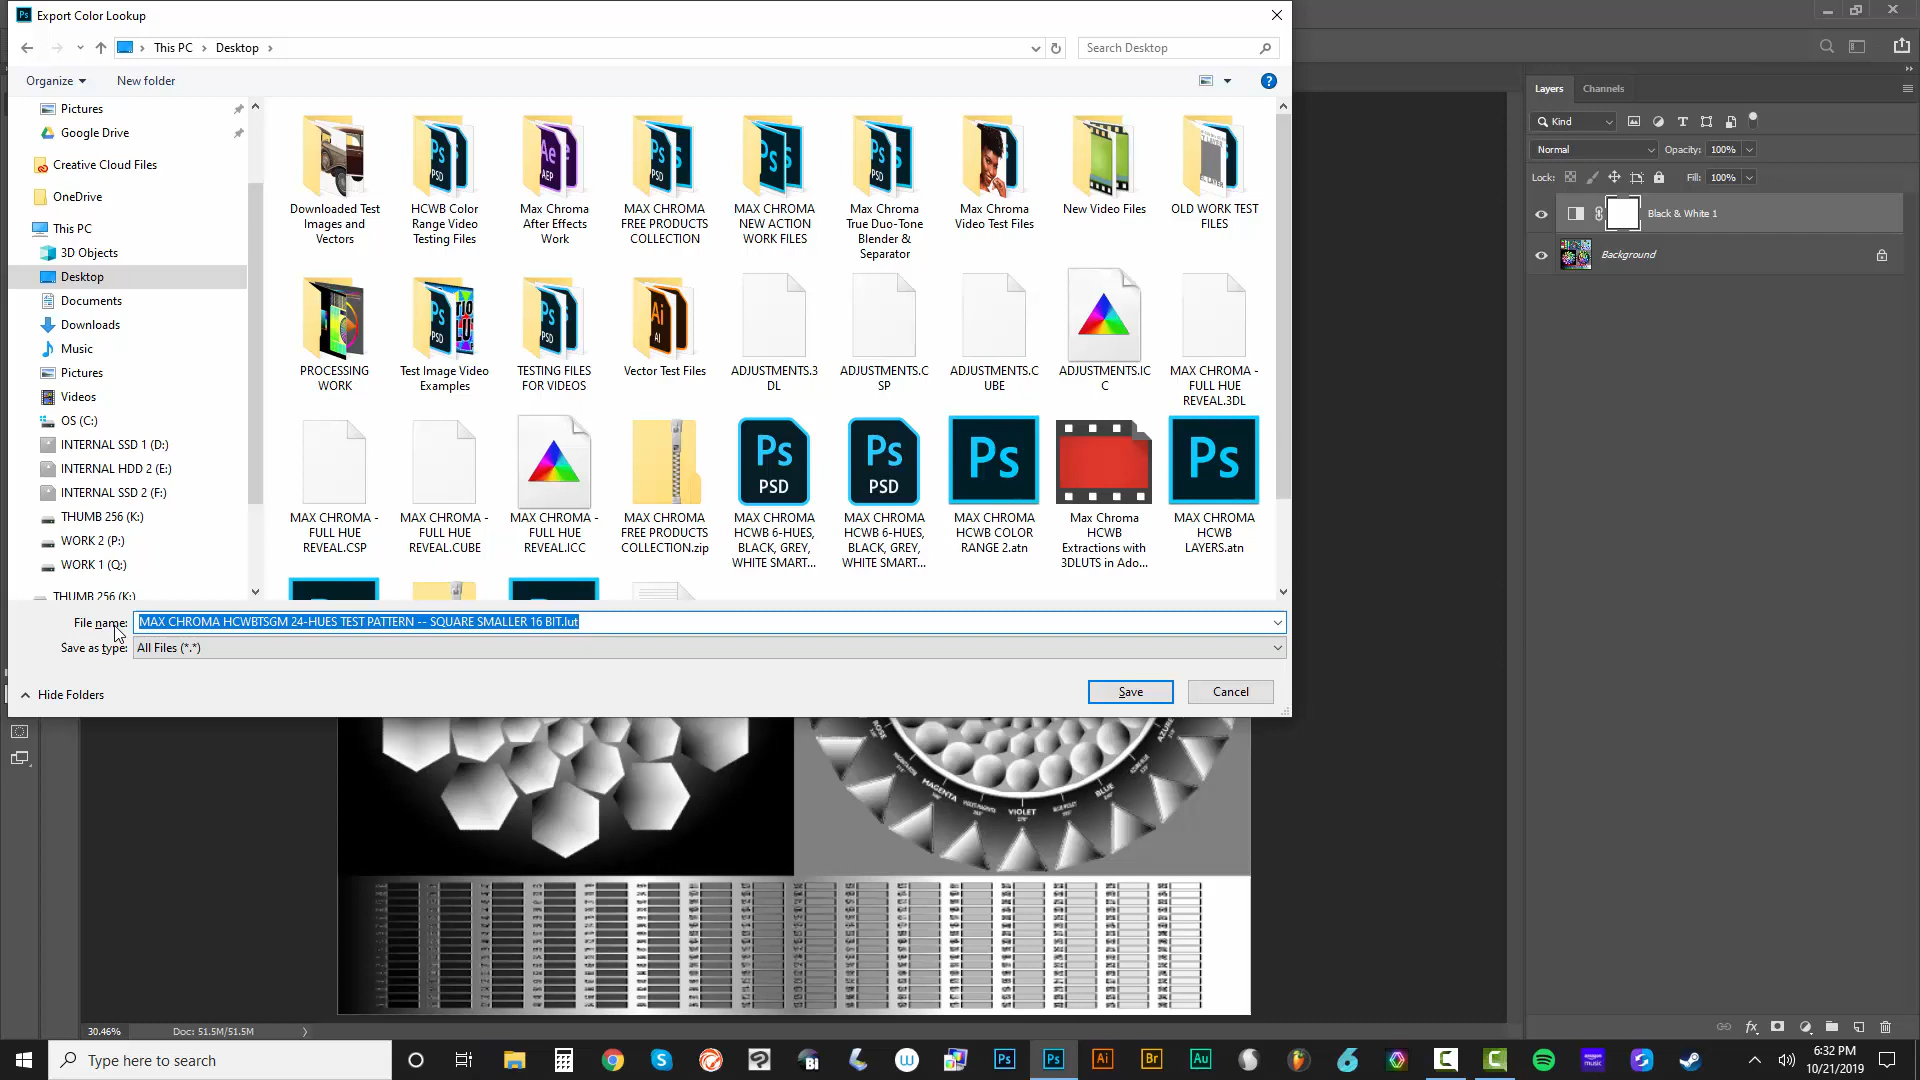 Export Color Lookup
This PC
Desktop
Search Desktop
Organize
New folder
Pictures
Google Drive
Creative Cloud Files
OneDrive
This PC
3D Objects
Desktop
Documents
Downloads
Music
Pictures
Videos
OS (C:)
INTERNAL SSD 1 (D:)
INTERNAL HDD 2 (E:)
INTERNAL SSD 2 (F:)
THUMB 256 (K:)
WORK 2 (P:)
WORK 1 (Q:)
THUMB 256 (K:)
Downloaded Test
Images and
Vectors
HCWB Color
Range Video
Testing Files
Max Chroma
After Effects
Work
MAX CHROMA
FREE PRODUCTS
COLLECTION
MAX CHROMA
NEW ACTION
WORK FILES
Max Chroma
True Duo-Tone
Blender &
Separator
Max Chroma
Video Test Files
New Video Files
OLD WORK TEST
FILES
PROCESSING
WORK
Test Image Video
Examples
TESTING FILES
FOR VIDEOS
Vector Test Files
ADJUSTMENTS.3
DL
ADJUSTMENTS.C
SP
ADJUSTMENTS.C
UBE
ADJUSTMENTS.IC
C
MAX CHROMA -
FULL HUE
REVEAL.3DL
MAX CHROMA -
FULL HUE
REVEAL.CSP
MAX CHROMA -
FULL HUE
REVEAL.CUBE
MAX CHROMA -
FULL HUE
REVEAL.ICC
MAX CHROMA
FREE PRODUCTS
COLLECTION.zip
MAX CHROMA
HCWB 6-HUES,
BLACK, GREY,
WHITE SMART...
MAX CHROMA
HCWB 6-HUES,
BLACK, GREY,
WHITE SMART...
MAX CHROMA
HCWB COLOR
RANGE 2.atn
Max Chroma
HCWB
Extractions with
3DLUTS in Ado...
MAX CHROMA
HCWB
LAYERS.atn
File name:
MAX CHROMA HCWBTSGM 24-HUES TEST PATTERN -- SQUARE SMALLER 16 BIT.lut
Save as type:
All Files (*.*)
Hide Folders
Save
Cancel
Layers
Channels
Kind
Normal
Opacity:
100%
Lock:
Fill:
100%
Black & White 1
Background
ROSE
MAGENTA
VIOLET
BLUE
30.46%
Doc: 51.5M/51.5M
Type here to search
6:32 PM
10/21/2019